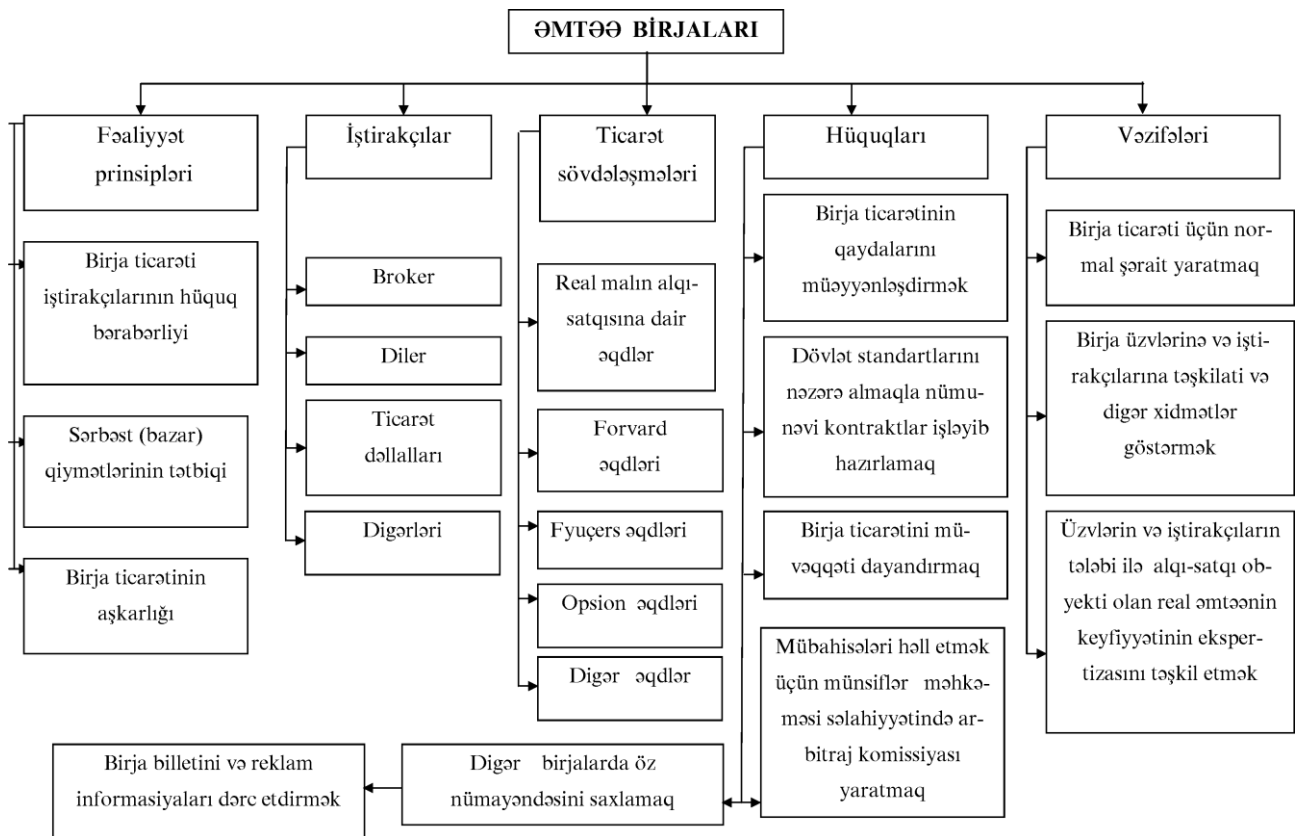 ƏMTƏƏ BİRJALARI
Fəaliyyət
prinsipləri
Birja ticarəti
iştirakçılarının hüquq
bərabərliyi
Sərbəst (bazar)
qiymətlərinin tətbiqi
Birja ticarətinin
aşkarlığı
İştirakçılar
Broker
Diler
Ticarət
dəllalları
Digərləri
Ticarət
sövdələşmələri
Real malın alqı-
satqısına dair
əqdlər
Forvard
əqdləri
Fyuçers əqdləri
Opsion əqdləri
Digər əqdlər
Hüquqları
Birja ticarətinin
qaydalarını
müəyyənləşdirmək
Dövlət standartlarını
nəzərə almaqla nümu-
nəvi kontraktlar işləyib
hazırlamaq
Birja ticarətini mü-
vəqqəti dayandırmaq
Mübahisələri həll etmək
üçün münsiflər məhkə-
məsi səlahiyyətində ar-
bitraj komissiyası
yaratmaq
Digər birjalarda öz
nümayəndəsini saxlamaq
Birja billetini və reklam
informasiyaları dərc etdirmək
Vəzifələri
Birja ticarəti üçün nor-
mal şərait yaratmaq
Birja üzvlərinə və işti-
rakçılarına təşkilati və
digər xidmətlər
göstərmək
Üzvlərin və iştirakçıların
tələbi ilə alqı-satqı ob-
yekti olan real əmtəənin
keyfiyyətinin eksper-
tizasını təşkil etmək